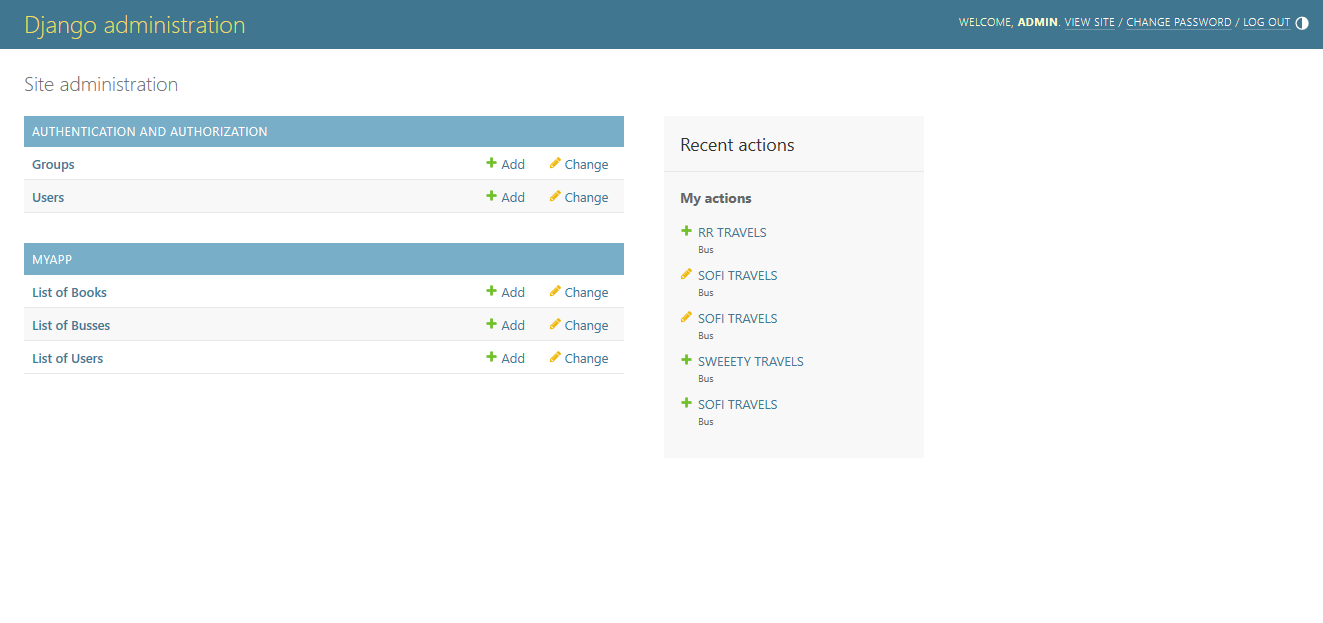 Django administration
WELCOME, ADMIN. VIEW SITE / CHANGE PASSWORD / LOG OUT
Site administration
AUTHENTICATION AND AUTHORIZATION
Groups Add Change
Users Add Change
MYAPP
List of Books Add Change
List of Busses Add Change
List of Users Add Change
Recent actions
My actions
RR TRAVELS
Bus
SOFI TRAVELS
Bus
SOFI TRAVELS
Bus
SWEEETY TRAVELS
Bus
SOFI TRAVELS
Bus